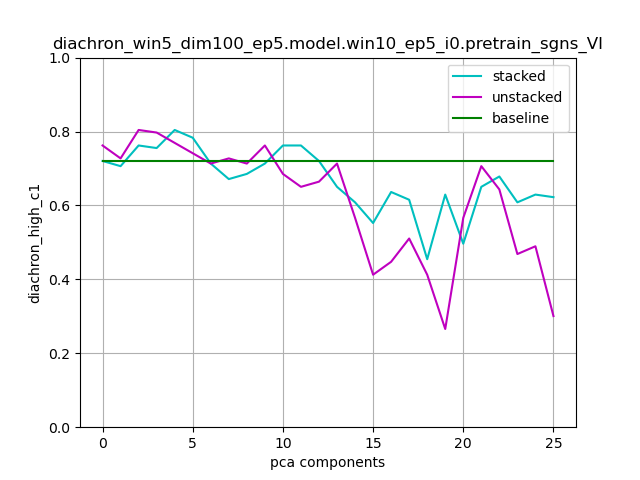 diachron_win5_dim100_ep5.model.win10_ep5_i0.pretrain_sgns_VI
stacked
unstacked
baseline
1.0
0.8
0.6
0.4
0.2
0.0
diachron_high_c1
0 5 10 15 20 25
pca components